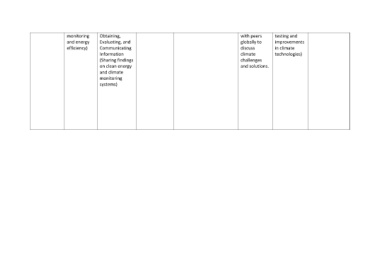 monitoring
and energy
efficiency)
Obtaining,
Evaluating, and
Communicating
Information
(Sharing findings
on clean energy
and climate
monitoring
systems)
with peers
globally to
discuss
climate
challenges
and solutions.
testing and
improvements
in climate
technologies)